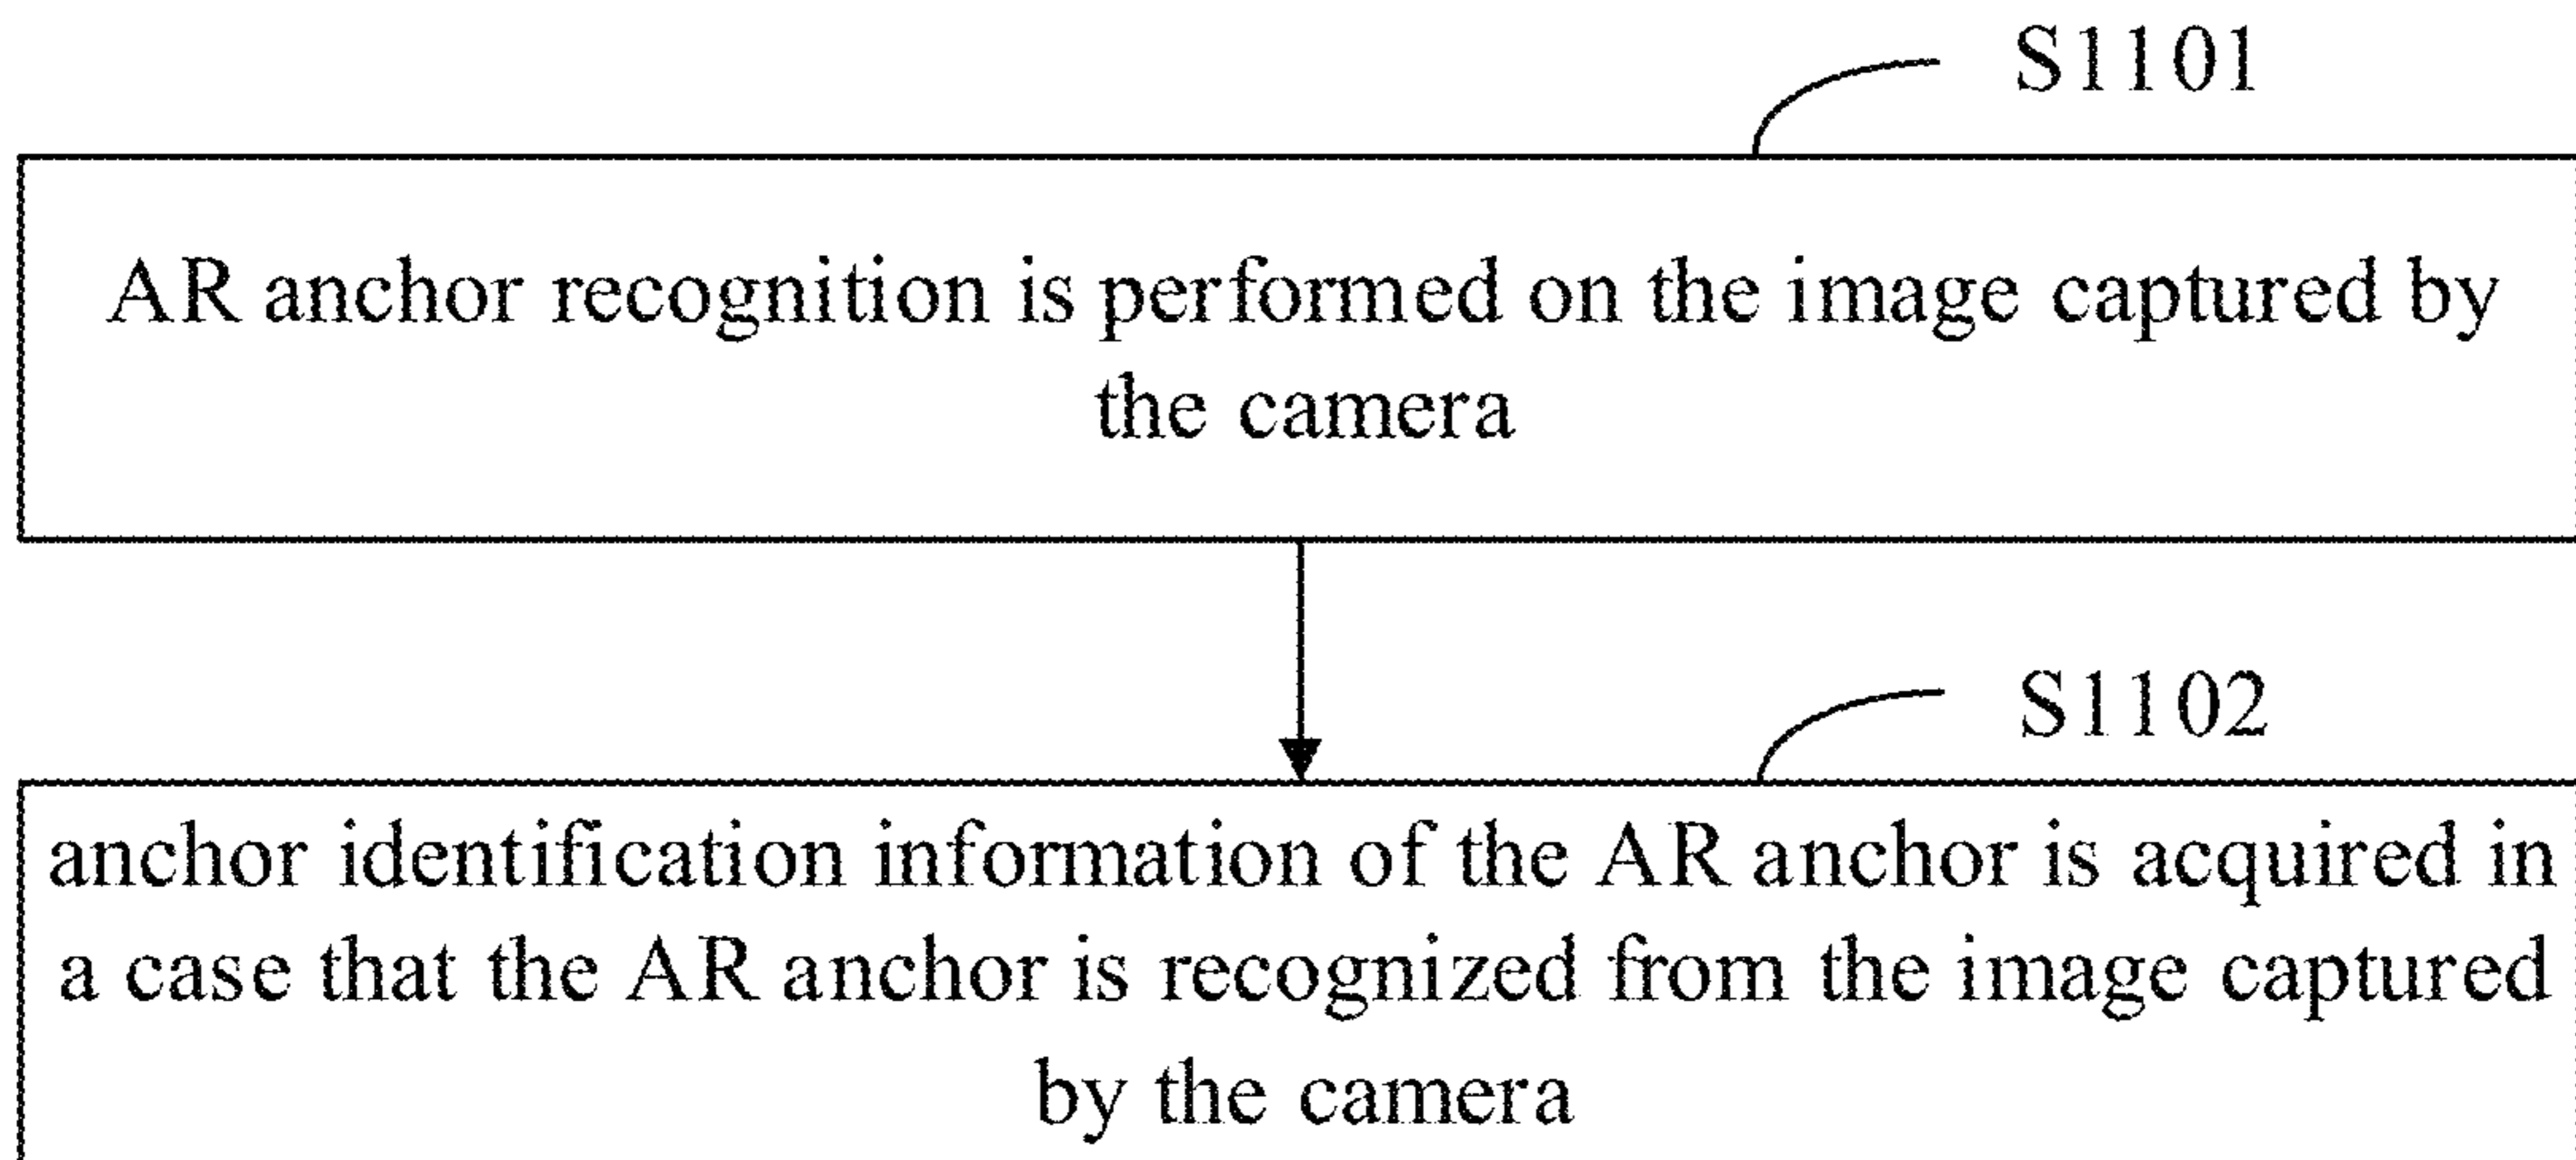 S1101
AR anchor recognition is performed on the image captured by
the camera
S1102
anchor identification information of the AR anchor is acquired in
a case that the AR anchor is recognized from the image captured
by the camera